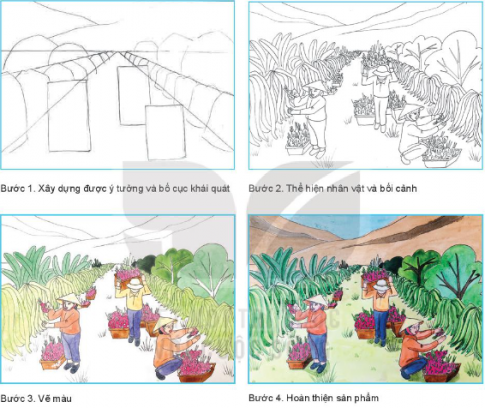 Bước 1. Xây dựng được ý tưởng và bố cục khái quát
Bước 2. Thể hiện nhân vật và bối cảnh
Bước 3. Vẽ màu
Bước 4. Hoàn thiện sản phẩm